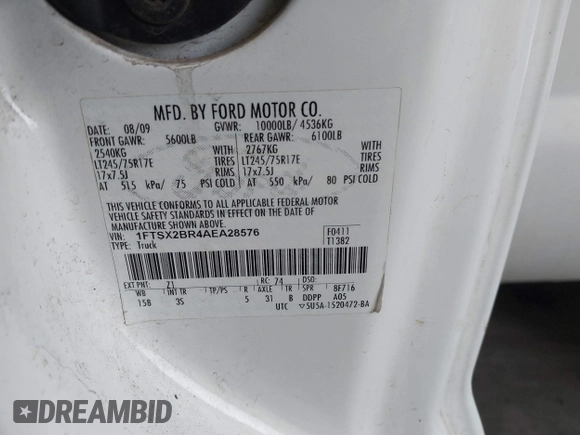 MFD. BY FORD MOTOR CO.
DATE: 08/09 GVWR: 10000LB/ 4536KG
FRONT GAWR: 5600LB REAR GAWR: 6100LB
2540KG WITH 2767KG WITH
LT245/75R17E TIRES LT245/75R17E TIRES
17x7.5J RIMS 17x7.5J RIMS
AT 515 kPa/ 75 PSI COLD AT 550 kPa/ 80 PSI COLD
THIS VEHICLE CONFORMS TO ALL APPLICABLE FEDERAL MOTOR
VEHICLE SAFETY STANDARDS IN EFFECT ON THE DATE OF
MANUFACTURE SHOWN ABOVE.
VIN: 1FTSX2BR4AEA28576 F0411
TYPE: Truck T1382
EXT PNT: Z1 RC: 74 DSO:
WB INT TR TP/PS R AXLE TR SPR 8F716
158 3S 5 31 B DDPP A05
UTC ▽5U5A-1520472-BA
DREAMBID